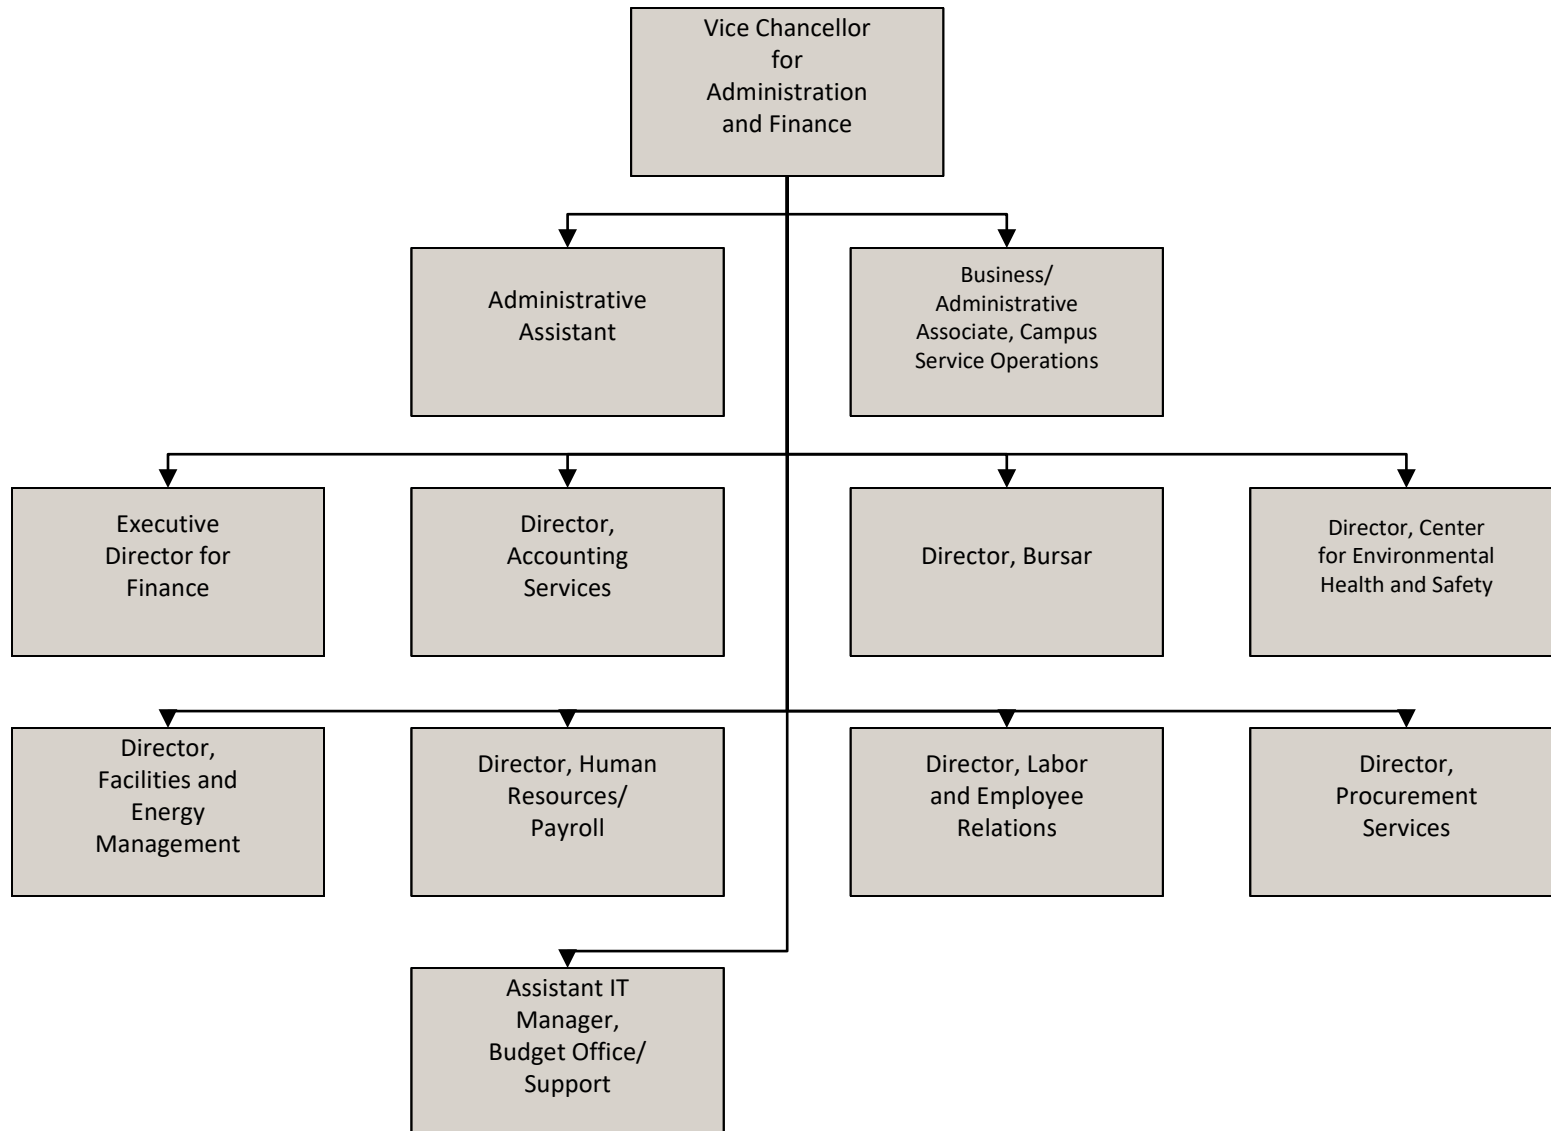 Vice Chancellor
for
Administration
and Finance
Administrative
Assistant
Business/
Administrative
Associate, Campus
Service Operations
Executive
Director for
Finance
Director,
Accounting
Services
Director, Bursar
Director, Center
for Environmental
Health and Safety
Director,
Facilities and
Energy
Management
Director, Human
Resources/
Payroll
Director, Labor
and Employee
Relations
Director,
Procurement
Services
Assistant IT
Manager,
Budget Office/
Support